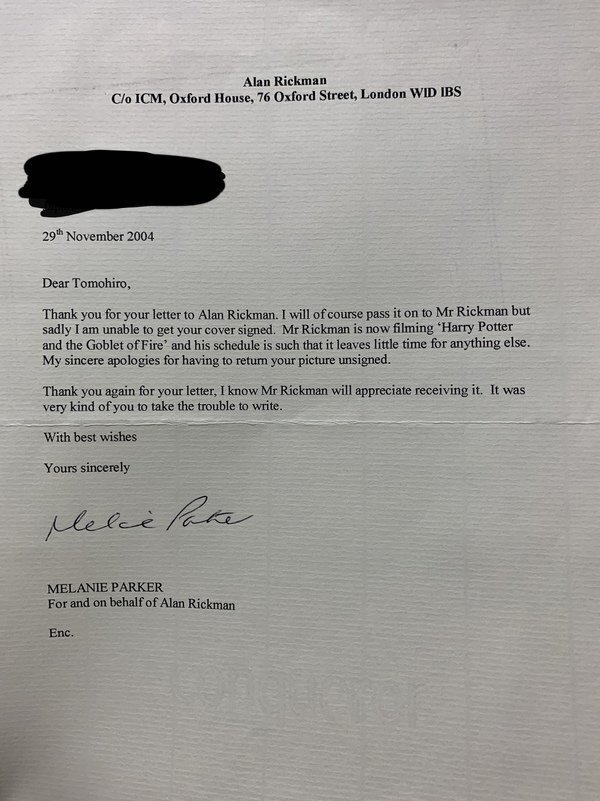 Alan Rickman
C/o ICM, Oxford House, 76 Oxford Street, London W1D 1BS
29th November 2004
Dear Tomohiro,
Thank you for your letter to Alan Rickman. I will of course pass it on to Mr Rickman but
sadly I am unable to get your cover signed. Mr Rickman is now filming ‘Harry Potter
and the Goblet of Fire’ and his schedule is such that it leaves little time for anything else.
My sincere apologies for having to return your picture unsigned.
Thank you again for your letter, I know Mr Rickman will appreciate receiving it. It was
very kind of you to take the trouble to write.
With best wishes
Yours sincerely
Melanie Parker
MELANIE PARKER
For and on behalf of Alan Rickman
Enc.
conqueror